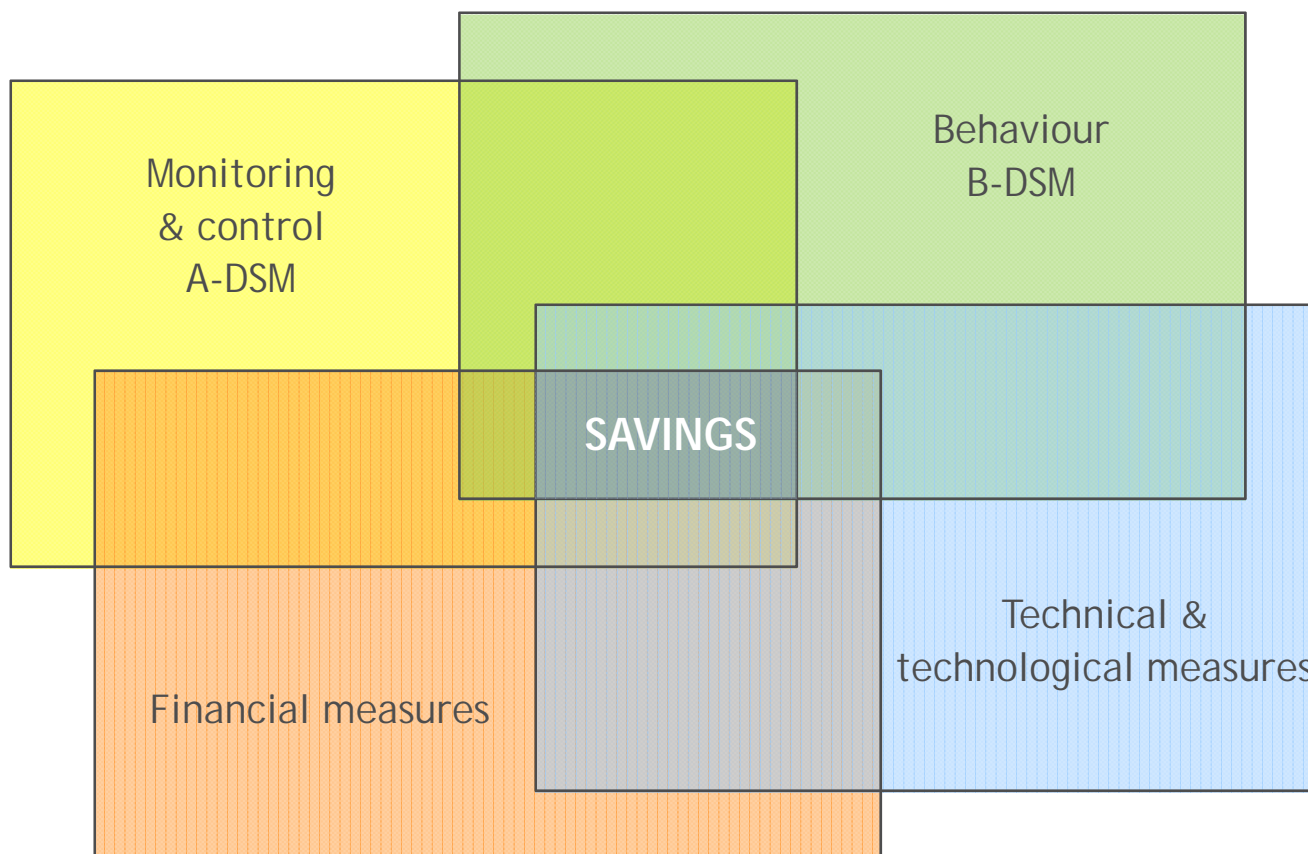 Monitoring
& control
A-DSM
Behaviour
B-DSM
SAVINGS
Technical &
technological measures
Financial measures